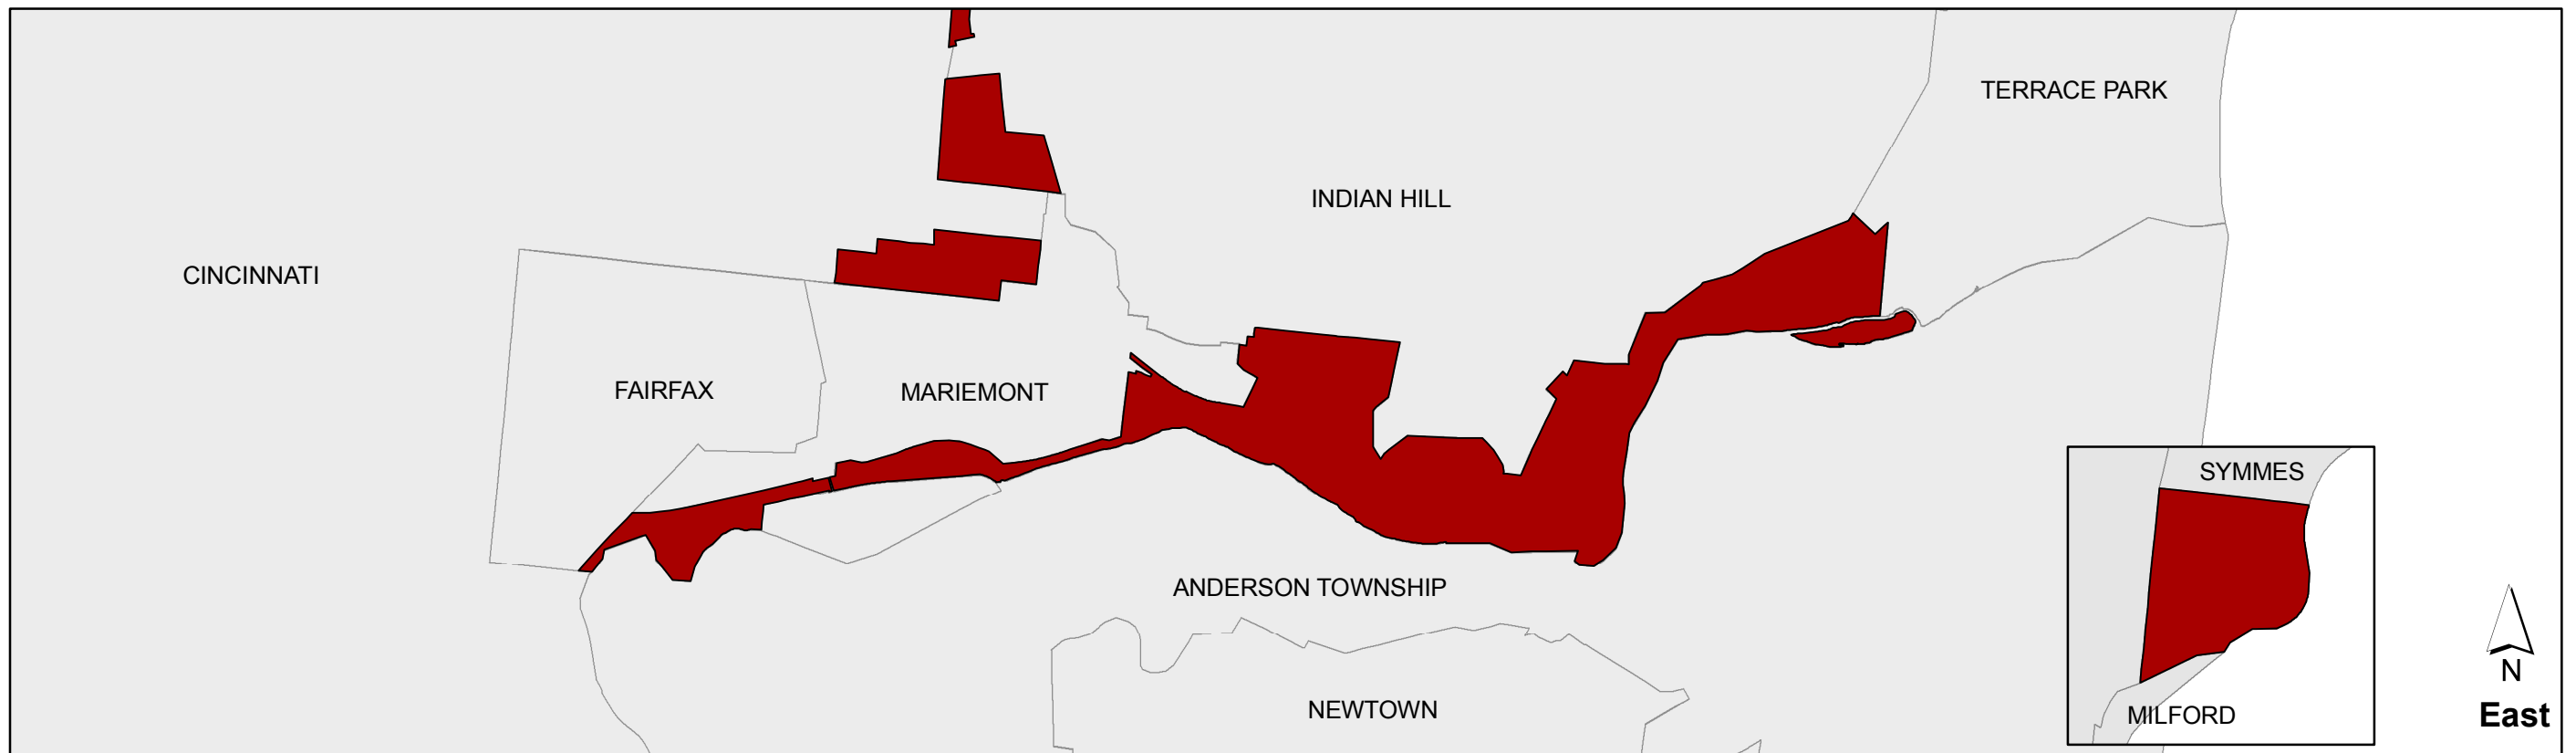 TERRACE PARK
INDIAN HILL
CINCINNATI
FAIRFAX
MARIEMONT
SYMMES
ANDERSON TOWNSHIP
N
NEWTOWN
MILFORD
East